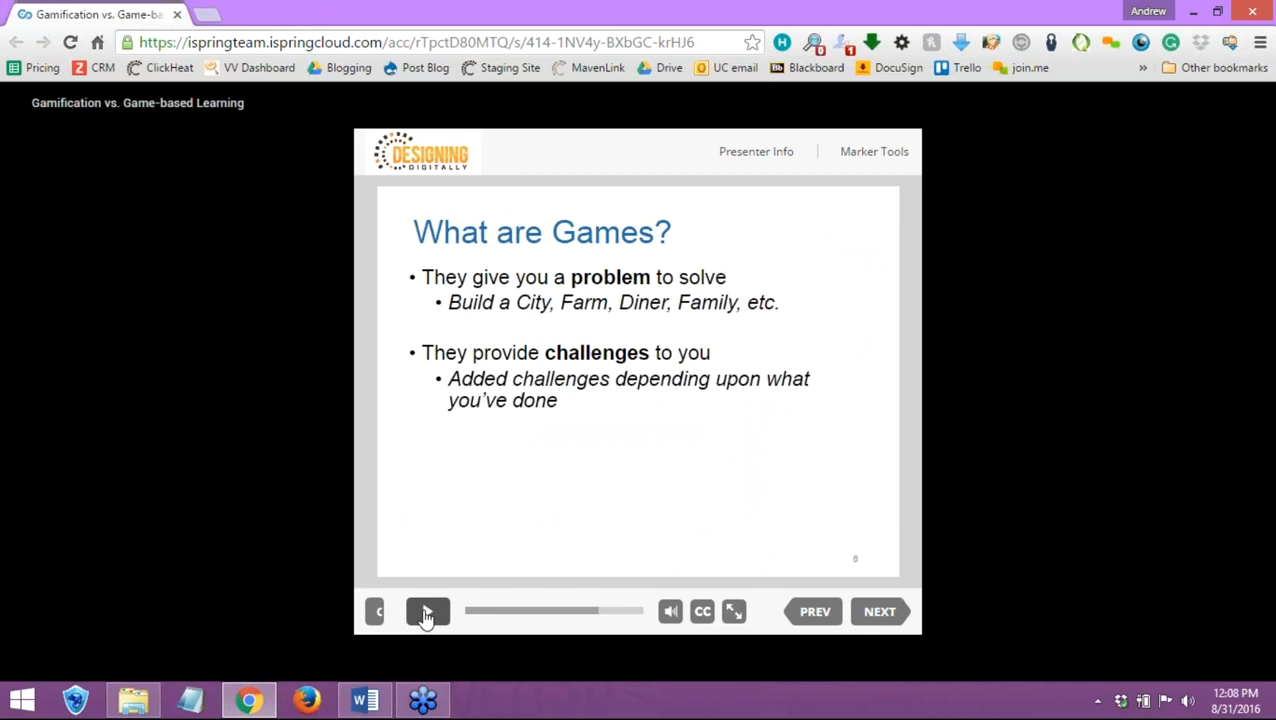 Gamification vs. Game-ba
Andrew
https://ispringteam.ispringcloud.com/acc/rTpctD80MTQ/s/414-1NV4y-BXbGC-krHJ6
Pricing CRM ClickHeat VV Dashboard Blogging Post Blog Staging Site MavenLink Drive UC email Blackboard DocuSign Trello join.me » Other bookmarks
Gamification vs. Game-based Learning
DESIGNING
DIGITALLY
Presenter Info
Marker Tools
What are Games?
• They give you a problem to solve
• Build a City, Farm, Diner, Family, etc.
• They provide challenges to you
• Added challenges depending upon what
you've done
6
CC
PREV
NEXT
12:08 PM
8/31/2016